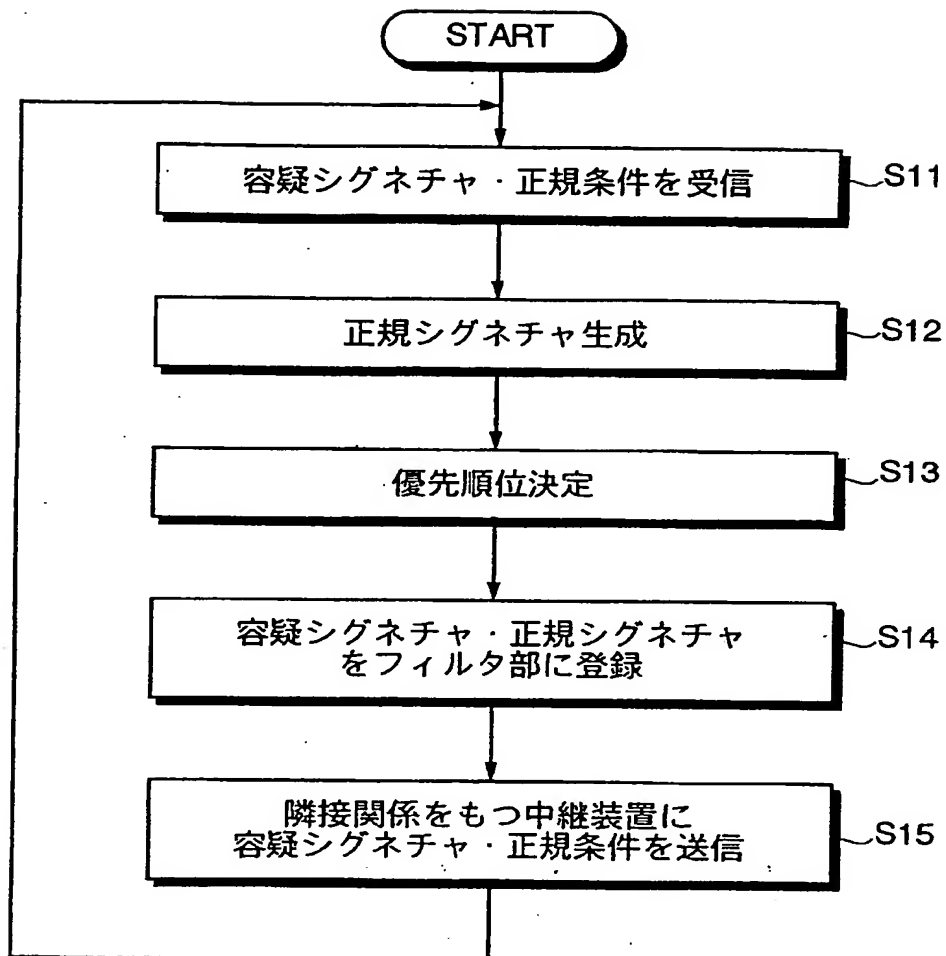 START
容疑シグネチャ・正規条件を受信
S11
正規シグネチャ生成
S12
優先順位決定
S13
容疑シグネチャ・正規シグネチャ
をフィルタ部に登録
S14
隣接関係をもつ中継装置に
容疑シグネチャ・正規条件を送信
S15